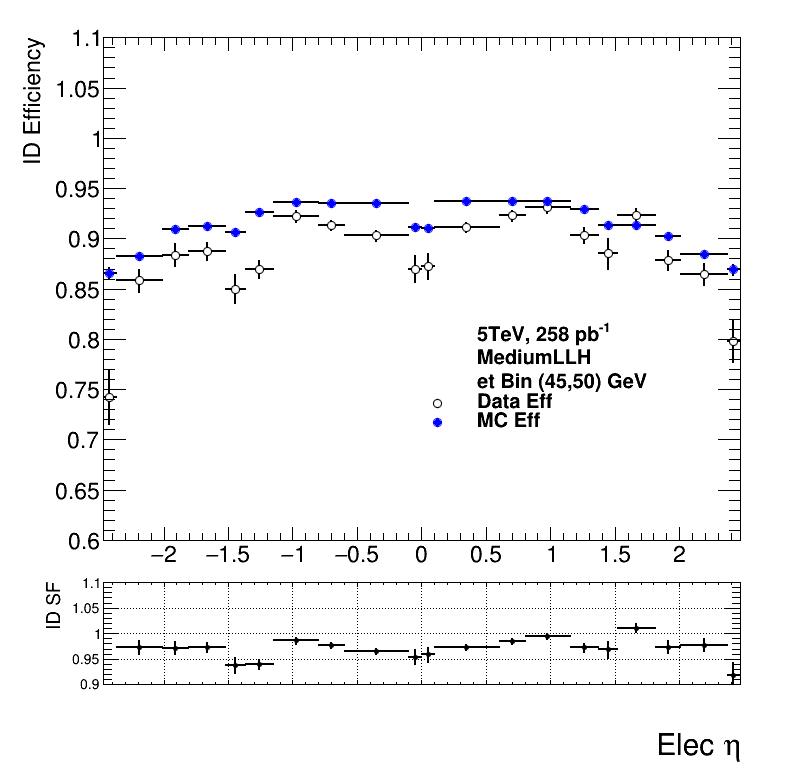 ID Efficiency
1.1
1.05
1
0.95
0.9
0.85
0.8
0.75
0.7
0.65
0.6
5TeV, 258 pb-1
MediumLLH
et Bin (45,50) GeV
Data Eff
MC Eff
−2 −1.5 −1 −0.5 0 0.5 1 1.5 2
ID SF
1.1
1.05
1
0.95
0.9
Elec η